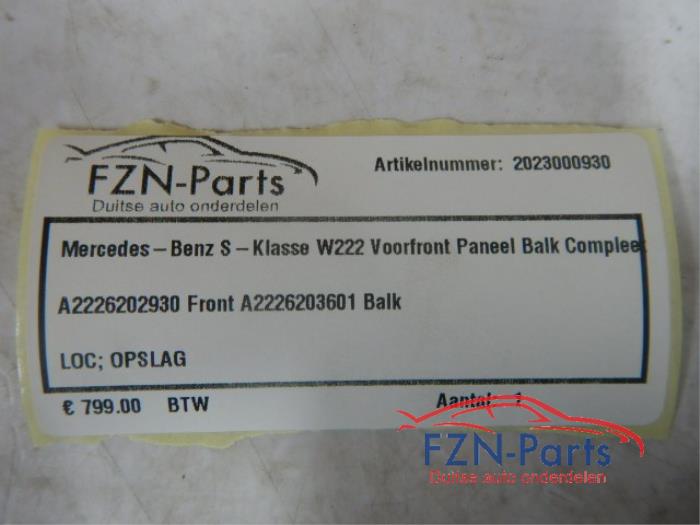 FZN-Parts
Duitse auto onderdelen
Artikelnummer: 2023000930
Mercedes-Benz S-Klasse W222 Voorfront Paneel Balk Compleet
A2226202930 Front A2226203601 Balk
LOC; OPSLAG
€ 799.00 BTW
Aantal: 1
FZN-Parts
Duitse auto onderdelen